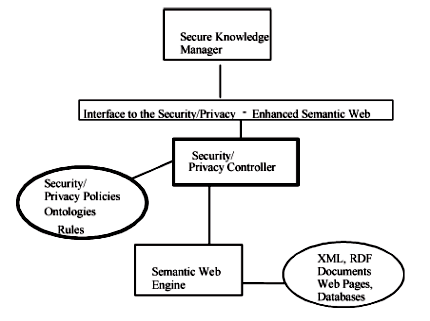 Secure Knowledge
Manager
Interface to the Security/Privacy - Enhanced Semantic Web
Security/
Privacy Controller
Security/
Privacy Policies
Ontologies
Rules
Semantic Web
Engine
XML, RDF
Documents
Web Pages,
Databases